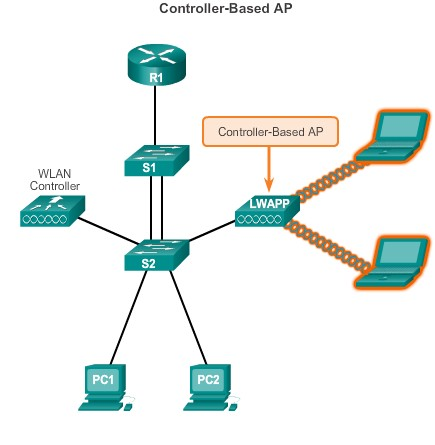 Controller-Based AP
R1
Controller-Based AP
S1
WLAN
Controller
LWAPP
S2
PC1
PC2